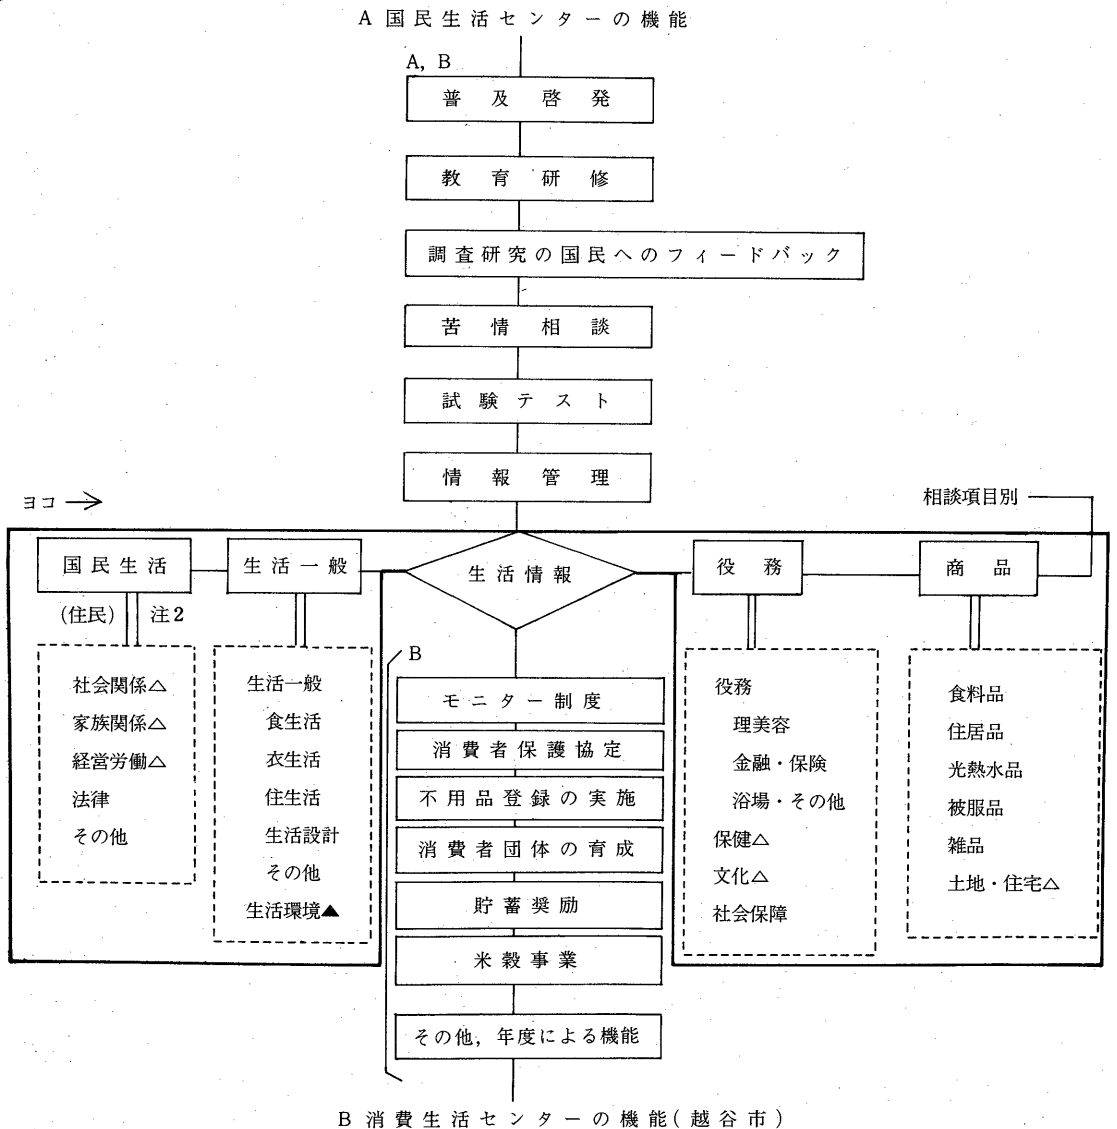 A 国民生活センターの機能
A, B
普及啓発
教育研修
調査研究の国民へのフィードバック
苦情相談
試験テスト
情報管理
ヨコ→
相談項目別
国民生活
生活一般
生活情報
役務
商品
(住民) 注2
社会関係△
家族関係△
経営労働△
法律
その他
生活一般
食生活
衣生活
住生活
生活設計
その他
生活環境▲
B
モニター制度
消費者保護協定
不用品登録の実施
消費者団体の育成
貯蓄奨励
米穀事業
その他, 年度による機能
役務
理美容
金融・保険
浴場・その他
保健△
文化△
社会保障
食料品
住居品
光熱水品
被服品
雑品
土地・住宅△
B 消費生活センターの機能(越谷市)